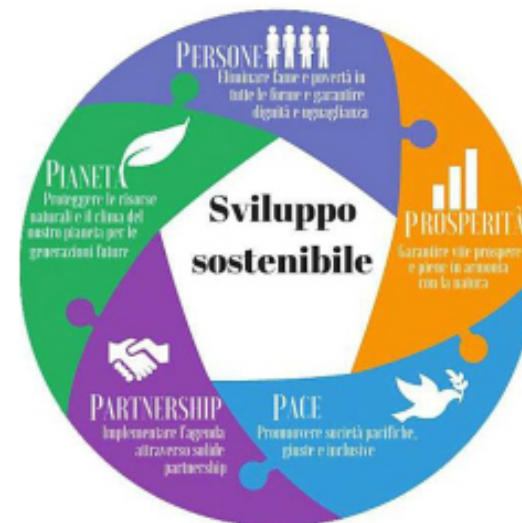 PERSONE
Eliminare fame e povertà in
tutte le forme e garantire
dignità e uguaglianza
PIANETA
Proteggere le risorse
naturali e il clima del
nostro pianeta per le
generazioni future
Sviluppo
sostenibile
PROSPERITÀ
Garantire vite prospere
e piene in armonia
con la natura
PARTNERSHIP
Implementare l'agenda
attraverso solide
partnership
PACE
Promuovere società pacifiche,
giuste e inclusive